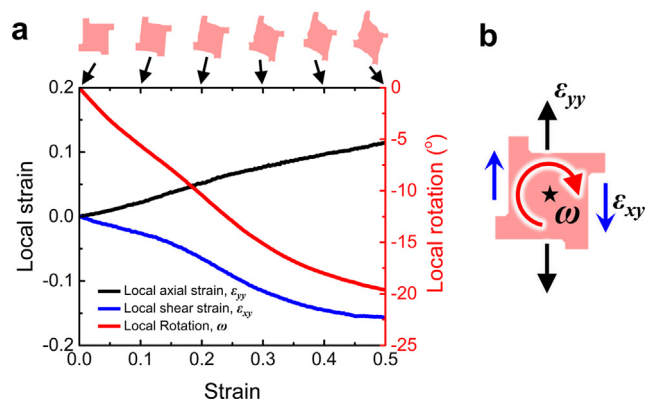 a
b
0.2
0.1
0.0
-0.1
-0.2
Local strain
0
-5
-10
-15
-20
-25
Local rotation (°)
Local axial strain, εyy
Local shear strain, εxy
Local Rotation, ω
0.0 0.1 0.2 0.3 0.4 0.5
Strain
εyy
εxy
ω